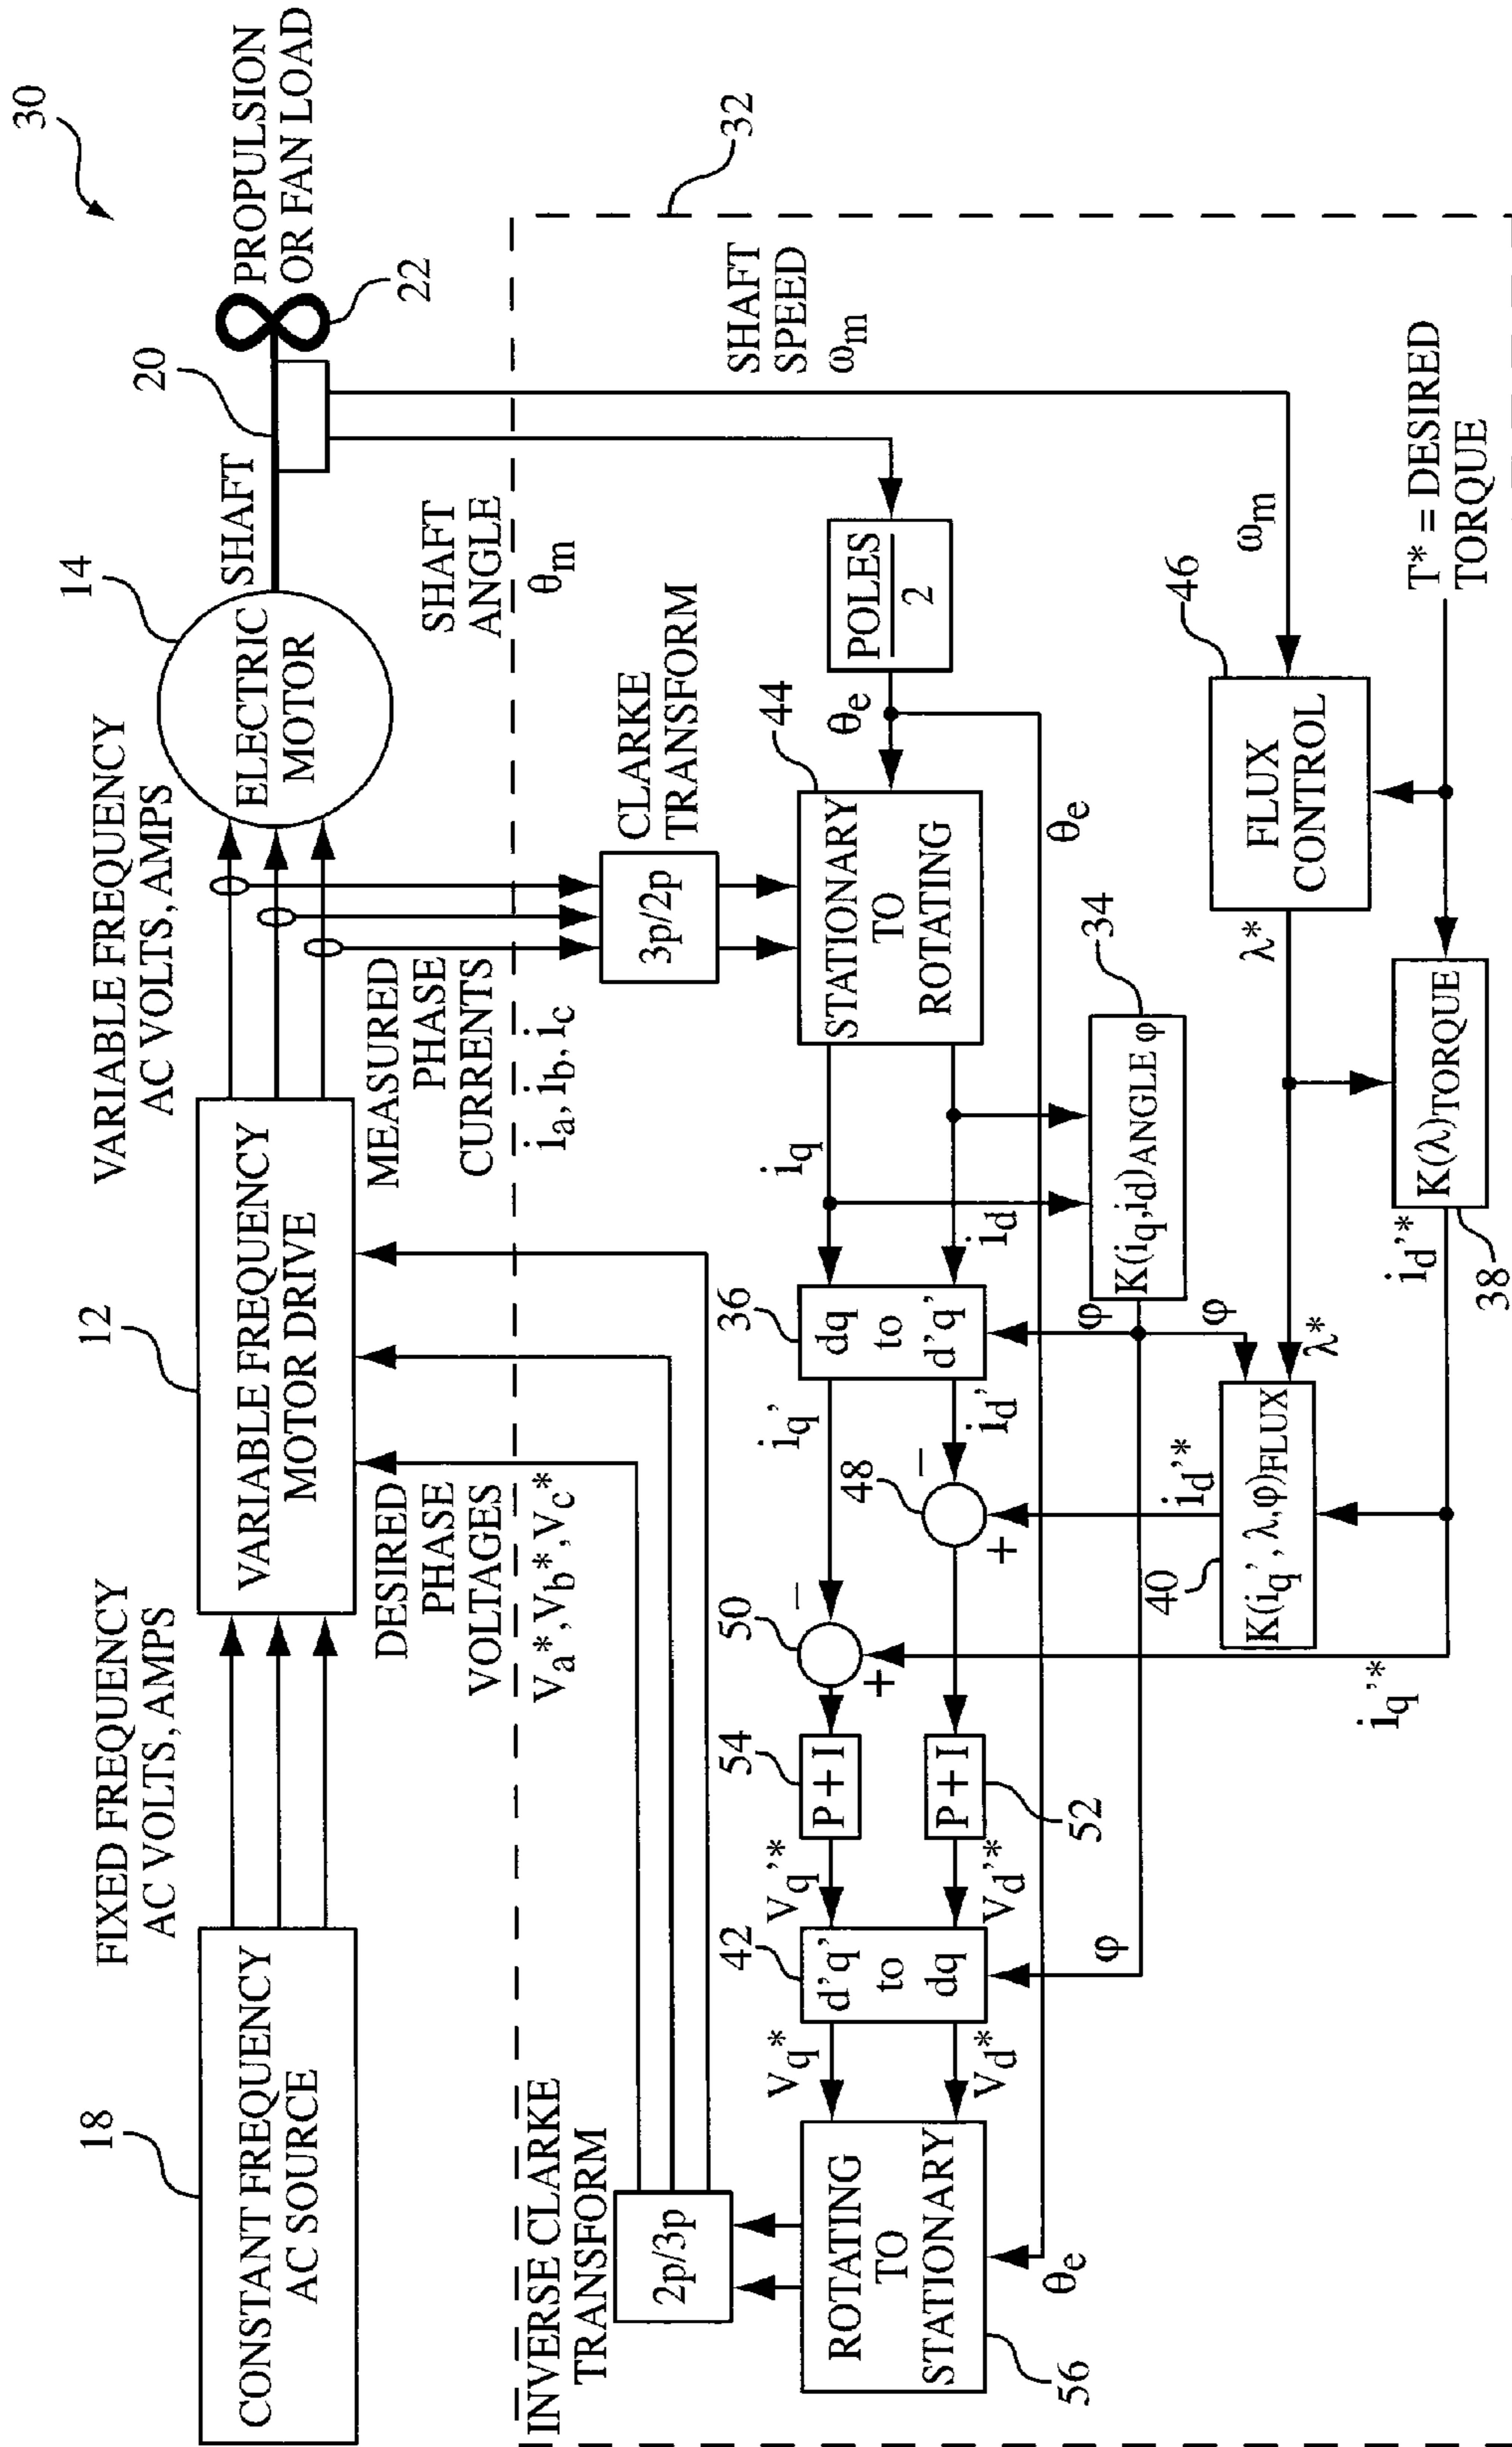 30
18
CONSTANT FREQUENCY
AC SOURCE
FIXED FREQUENCY
AC VOLTS, AMPS
12
VARIABLE FREQUENCY
MOTOR DRIVE
VARIABLE FREQUENCY
AC VOLTS, AMPS
14
ELECTRIC
MOTOR
SHAFT
20
PROPULSION
OR FAN LOAD
22
DESIRED
PHASE
VOLTAGES
Va*, Vb*, Vc*
MEASURED
PHASE
CURRENTS
ia, ib, ic
SHAFT
ANGLE
θm
SHAFT
SPEED
ωm
32
INVERSE CLARKE
TRANSFORM
2p/3p
CLARKE
TRANSFORM
3p/2p
ROTATING
TO
STATIONARY
56
θe
Vq*
Vd*
42
d'q'
to
dq
φ
Vq'*
Vd'*
54
P + I
P + I
52
50
−
+
48
−
+
iq'
id'
36
dq
to
d'q'
φ
iq
id
STATIONARY
TO
ROTATING
44
θe
POLES
2
θe
K(iq,id)ANGLE φ
34
φ
λ*
40
K(iq', λ,φ)FLUX
id'*
iq'*
id'*
38
K(λ)TORQUE
λ*
FLUX
CONTROL
46
ωm
T* = DESIRED
TORQUE